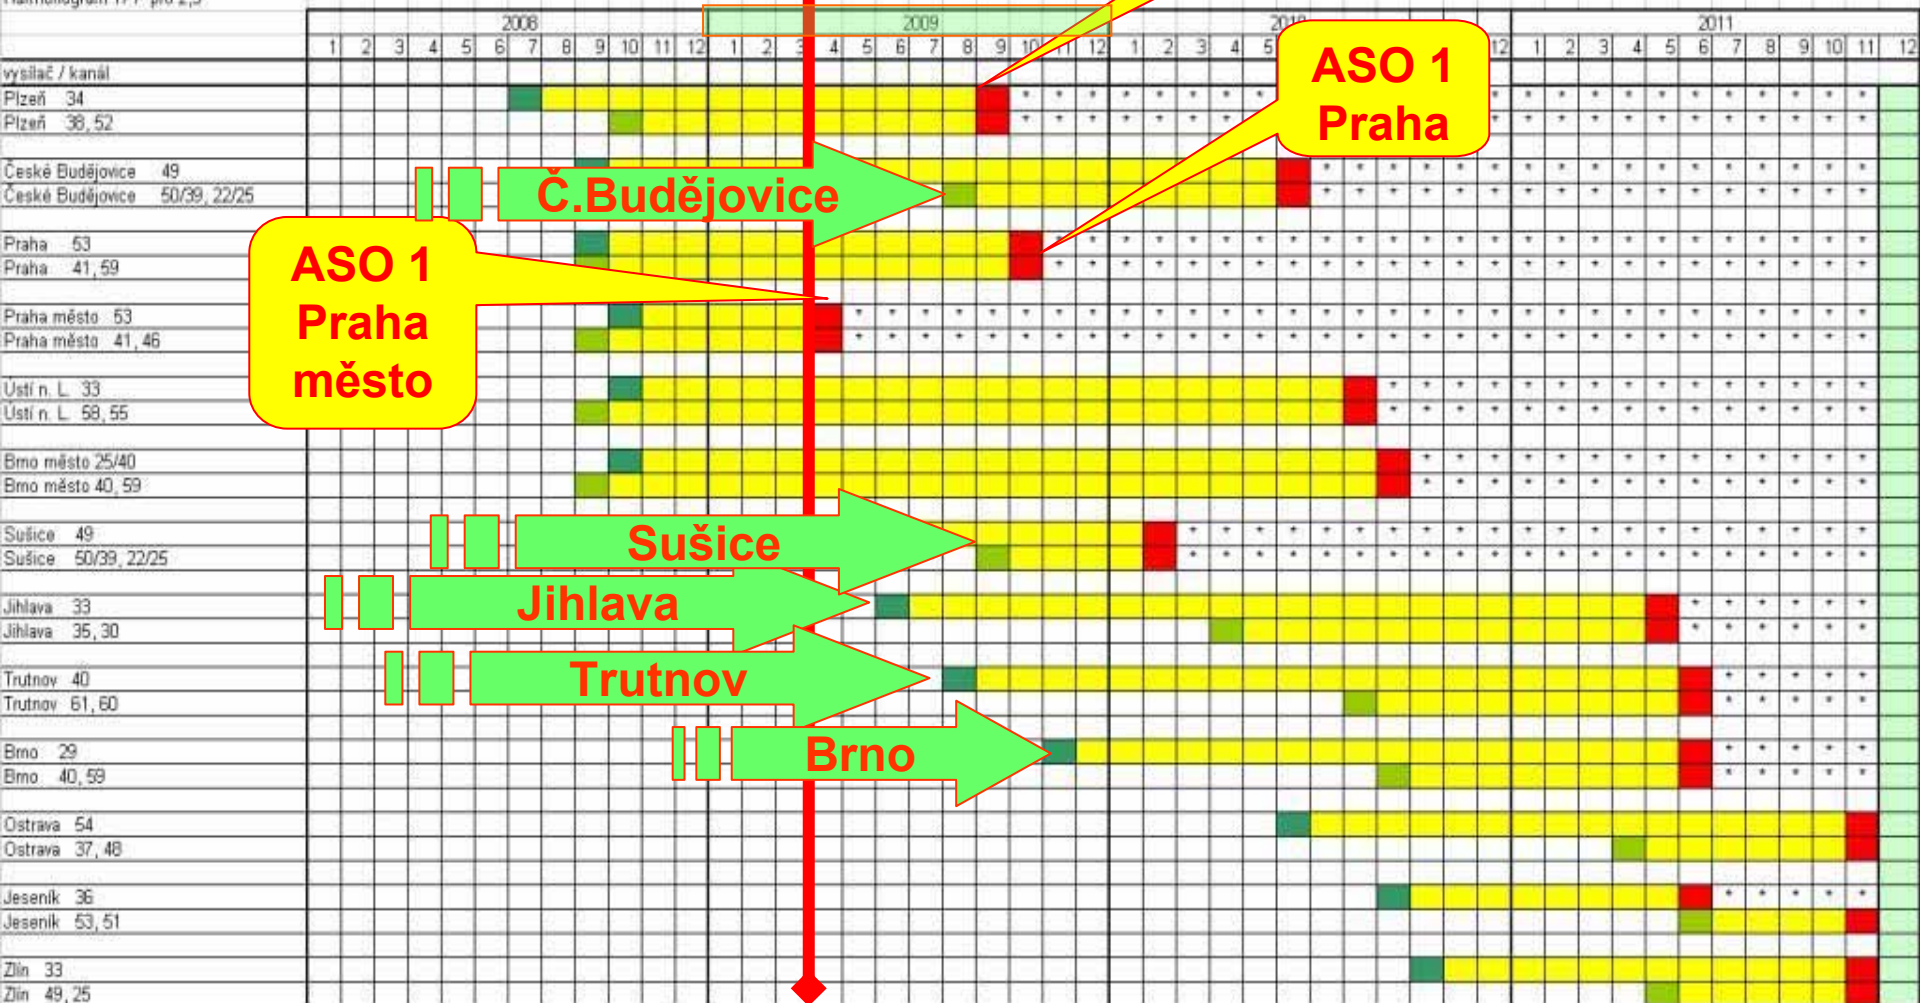 2008 2009 2011
1 2 3 4 5 6 7 8 9 10 11 12 1 2 3 4 5 6 7 8 9 10 11 12 1 2 3 4 5 12 1 2 3 4 5 6 7 8 9 10 11 12
vysílač / kanál
Plzeň 34
Plzeň 38, 52
ASO 1
Praha
České Budějovice 49
České Budějovice 50/39, 22/25
Č.Budějovice
Praha 53
Praha 41, 59
ASO 1
Praha
město
Praha město 53
Praha město 41, 46
Ústí n. L. 33
Ústí n. L. 58, 55
Brno město 25/40
Brno město 40, 59
Sušice 49
Sušice 50/39, 22/25
Sušice
Jihlava 33
Jihlava 35, 30
Jihlava
Trutnov 40
Trutnov 61, 60
Trutnov
Brno 29
Brno 40, 59
Brno
Ostrava 54
Ostrava 37, 48
Jeseník 36
Jeseník 53, 51
Zlín 33
Zlín 49, 25